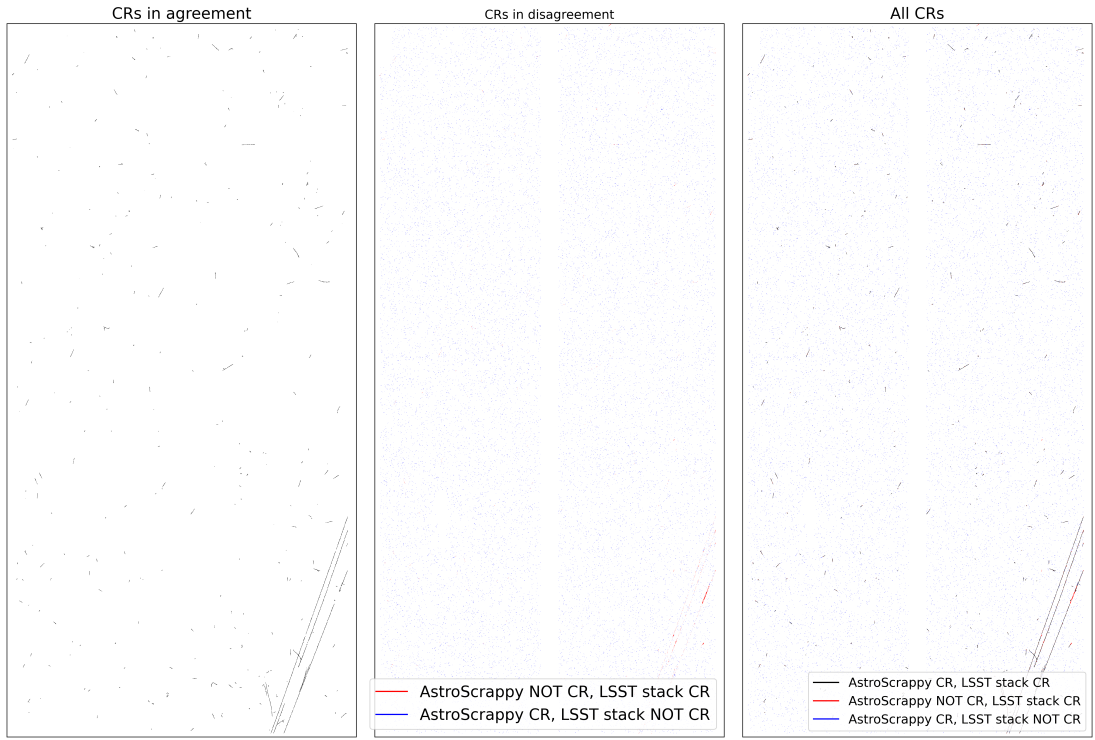 CRs in agreement
CRs in disagreement
All CRs
AstroScrappy NOT CR, LSST stack CR
AstroScrappy CR, LSST stack NOT CR
AstroScrappy CR, LSST stack CR
AstroScrappy NOT CR, LSST stack CR
AstroScrappy CR, LSST stack NOT CR